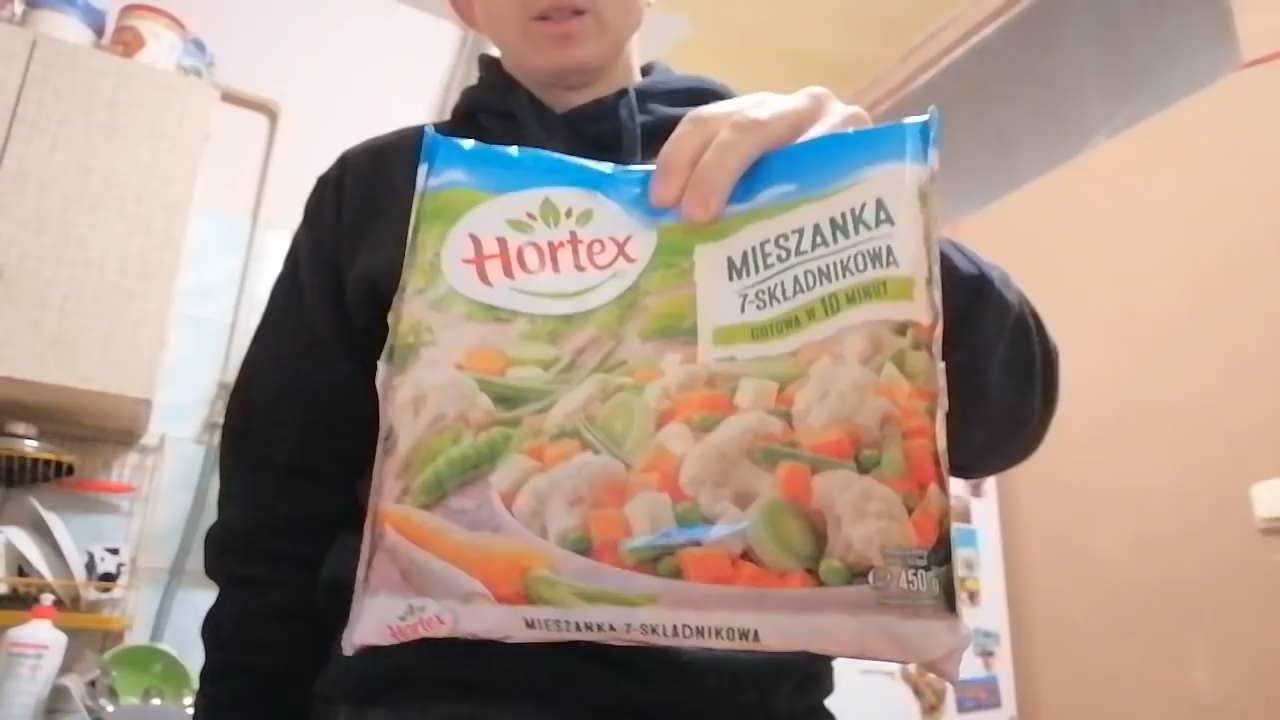 Hortex
MIESZANKA
7-SKŁADNIKOWA
GOTOWA W 10 MINUT
450 g
Hortex
MIESZANKA 7-SKŁADNIKOWA